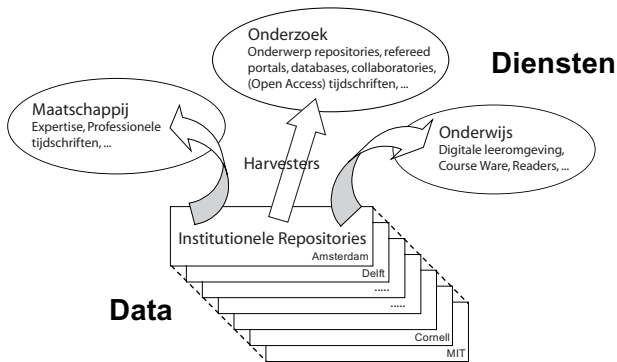 Onderzoek
Onderwerp repositories, refereed
portals, databases, collaboratories,
(Open Access) tijdschriften, ...
Diensten
Maatschappij
Expertise, Professionele
tijdschriften, ...
Onderwijs
Digitale leeromgeving,
Course Ware, Readers, ...
Harvesters
Institutionele Repositories
Amsterdam
Delft
.....
.....
Data
Cornell
MIT